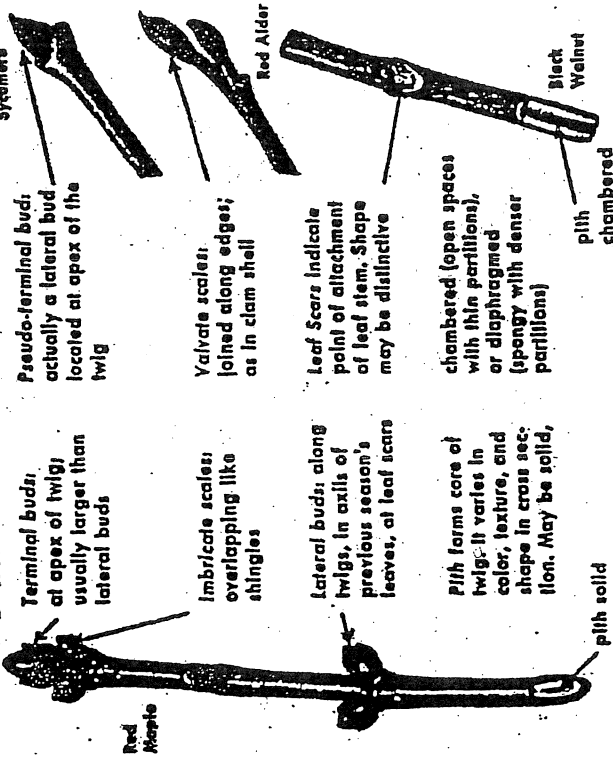 Terminal buds:
at apex of twig;
usually larger than
lateral buds
Imbricate scales:
overlapping like
shingles
Red
Maple
Lateral buds: along
twigs, in axils of
previous season's
leaves, at leaf scars
Pith forms core of
twig. It varies in
color, texture, and
shape in cross sec-
tion. May be solid,
pith solid
Sycamore
Pseudo-terminal bud:
actually a lateral bud
located at apex of the
twig
Valvate scales:
joined along edges;
as in clam shell
Red Alder
Leaf Scars indicate
point of attachment
of leaf stem. Shape
may be distinctive
chambered (open spaces
with thin partitions),
or diaphragmed
(spongy with denser
partitions)
Black
Walnut
pith
chambered